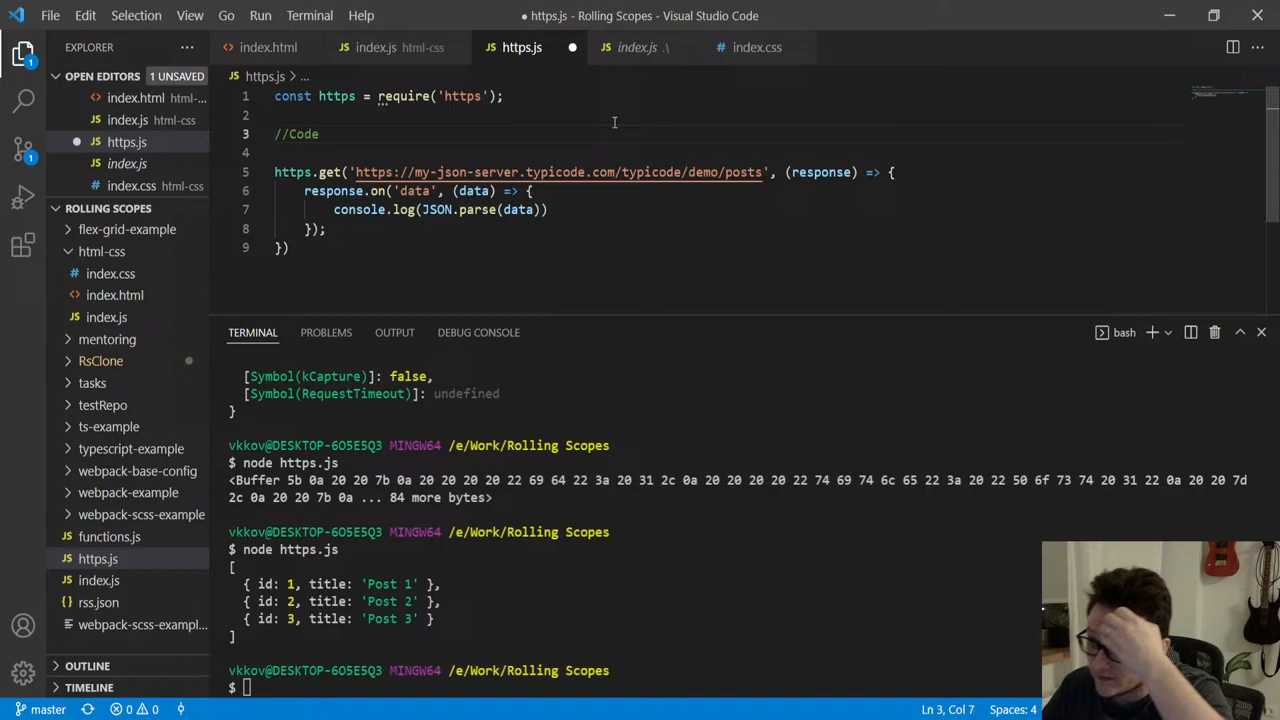 File Edit Selection View Go Run Terminal Help
● https.js - Rolling Scopes - Visual Studio Code
EXPLORER
OPEN EDITORS 1 UNSAVED
index.html html-...
index.js html-css
https.js
index.js
index.css
ROLLING SCOPES
flex-grid-example
html-css
index.css
index.html
index.js
mentoring
RsClone
tasks
testRepo
ts-example
typescript-example
webpack-base-config
webpack-example
webpack-scss-example
functions.js
https.js
index.js
rss.json
webpack-scss-exampl...
OUTLINE
TIMELINE
1
1
index.html
JS index.js html-css
JS https.js
JS index.js .\
# index.css
JS https.js > ...
1 const https = require('https');
2
3 //Code
4
5 https.get('https://my-json-server.typicode.com/typicode/demo/posts', (response) => {
6 response.on('data', (data) => {
7 console.log(JSON.parse(data))
8 });
9 })
TERMINAL PROBLEMS OUTPUT DEBUG CONSOLE
bash
[Symbol(kCapture)]: false,
[Symbol(RequestTimeout)]: undefined
}
vkkov@DESKTOP-6O5E5Q3 MINGW64 /e/Work/Rolling Scopes
$ node https.js
<Buffer 5b 0a 20 20 7b 0a 20 20 20 20 22 69 64 22 3a 20 31 2c 0a 20 20 20 20 22 74 69 74 6c 65 22 3a 20 22 50 6f 73 74 20 31 22 0a 20 20 7d
2c 0a 20 20 7b 0a ... 84 more bytes>
vkkov@DESKTOP-6O5E5Q3 MINGW64 /e/Work/Rolling Scopes
$ node https.js
[
{ id: 1, title: 'Post 1' },
{ id: 2, title: 'Post 2' },
{ id: 3, title: 'Post 3' }
]
vkkov@DESKTOP-6O5E5Q3 MINGW64 /e/Work/Rolling Scopes
$
master
0 0
Ln 3, Col 7 Spaces: 4